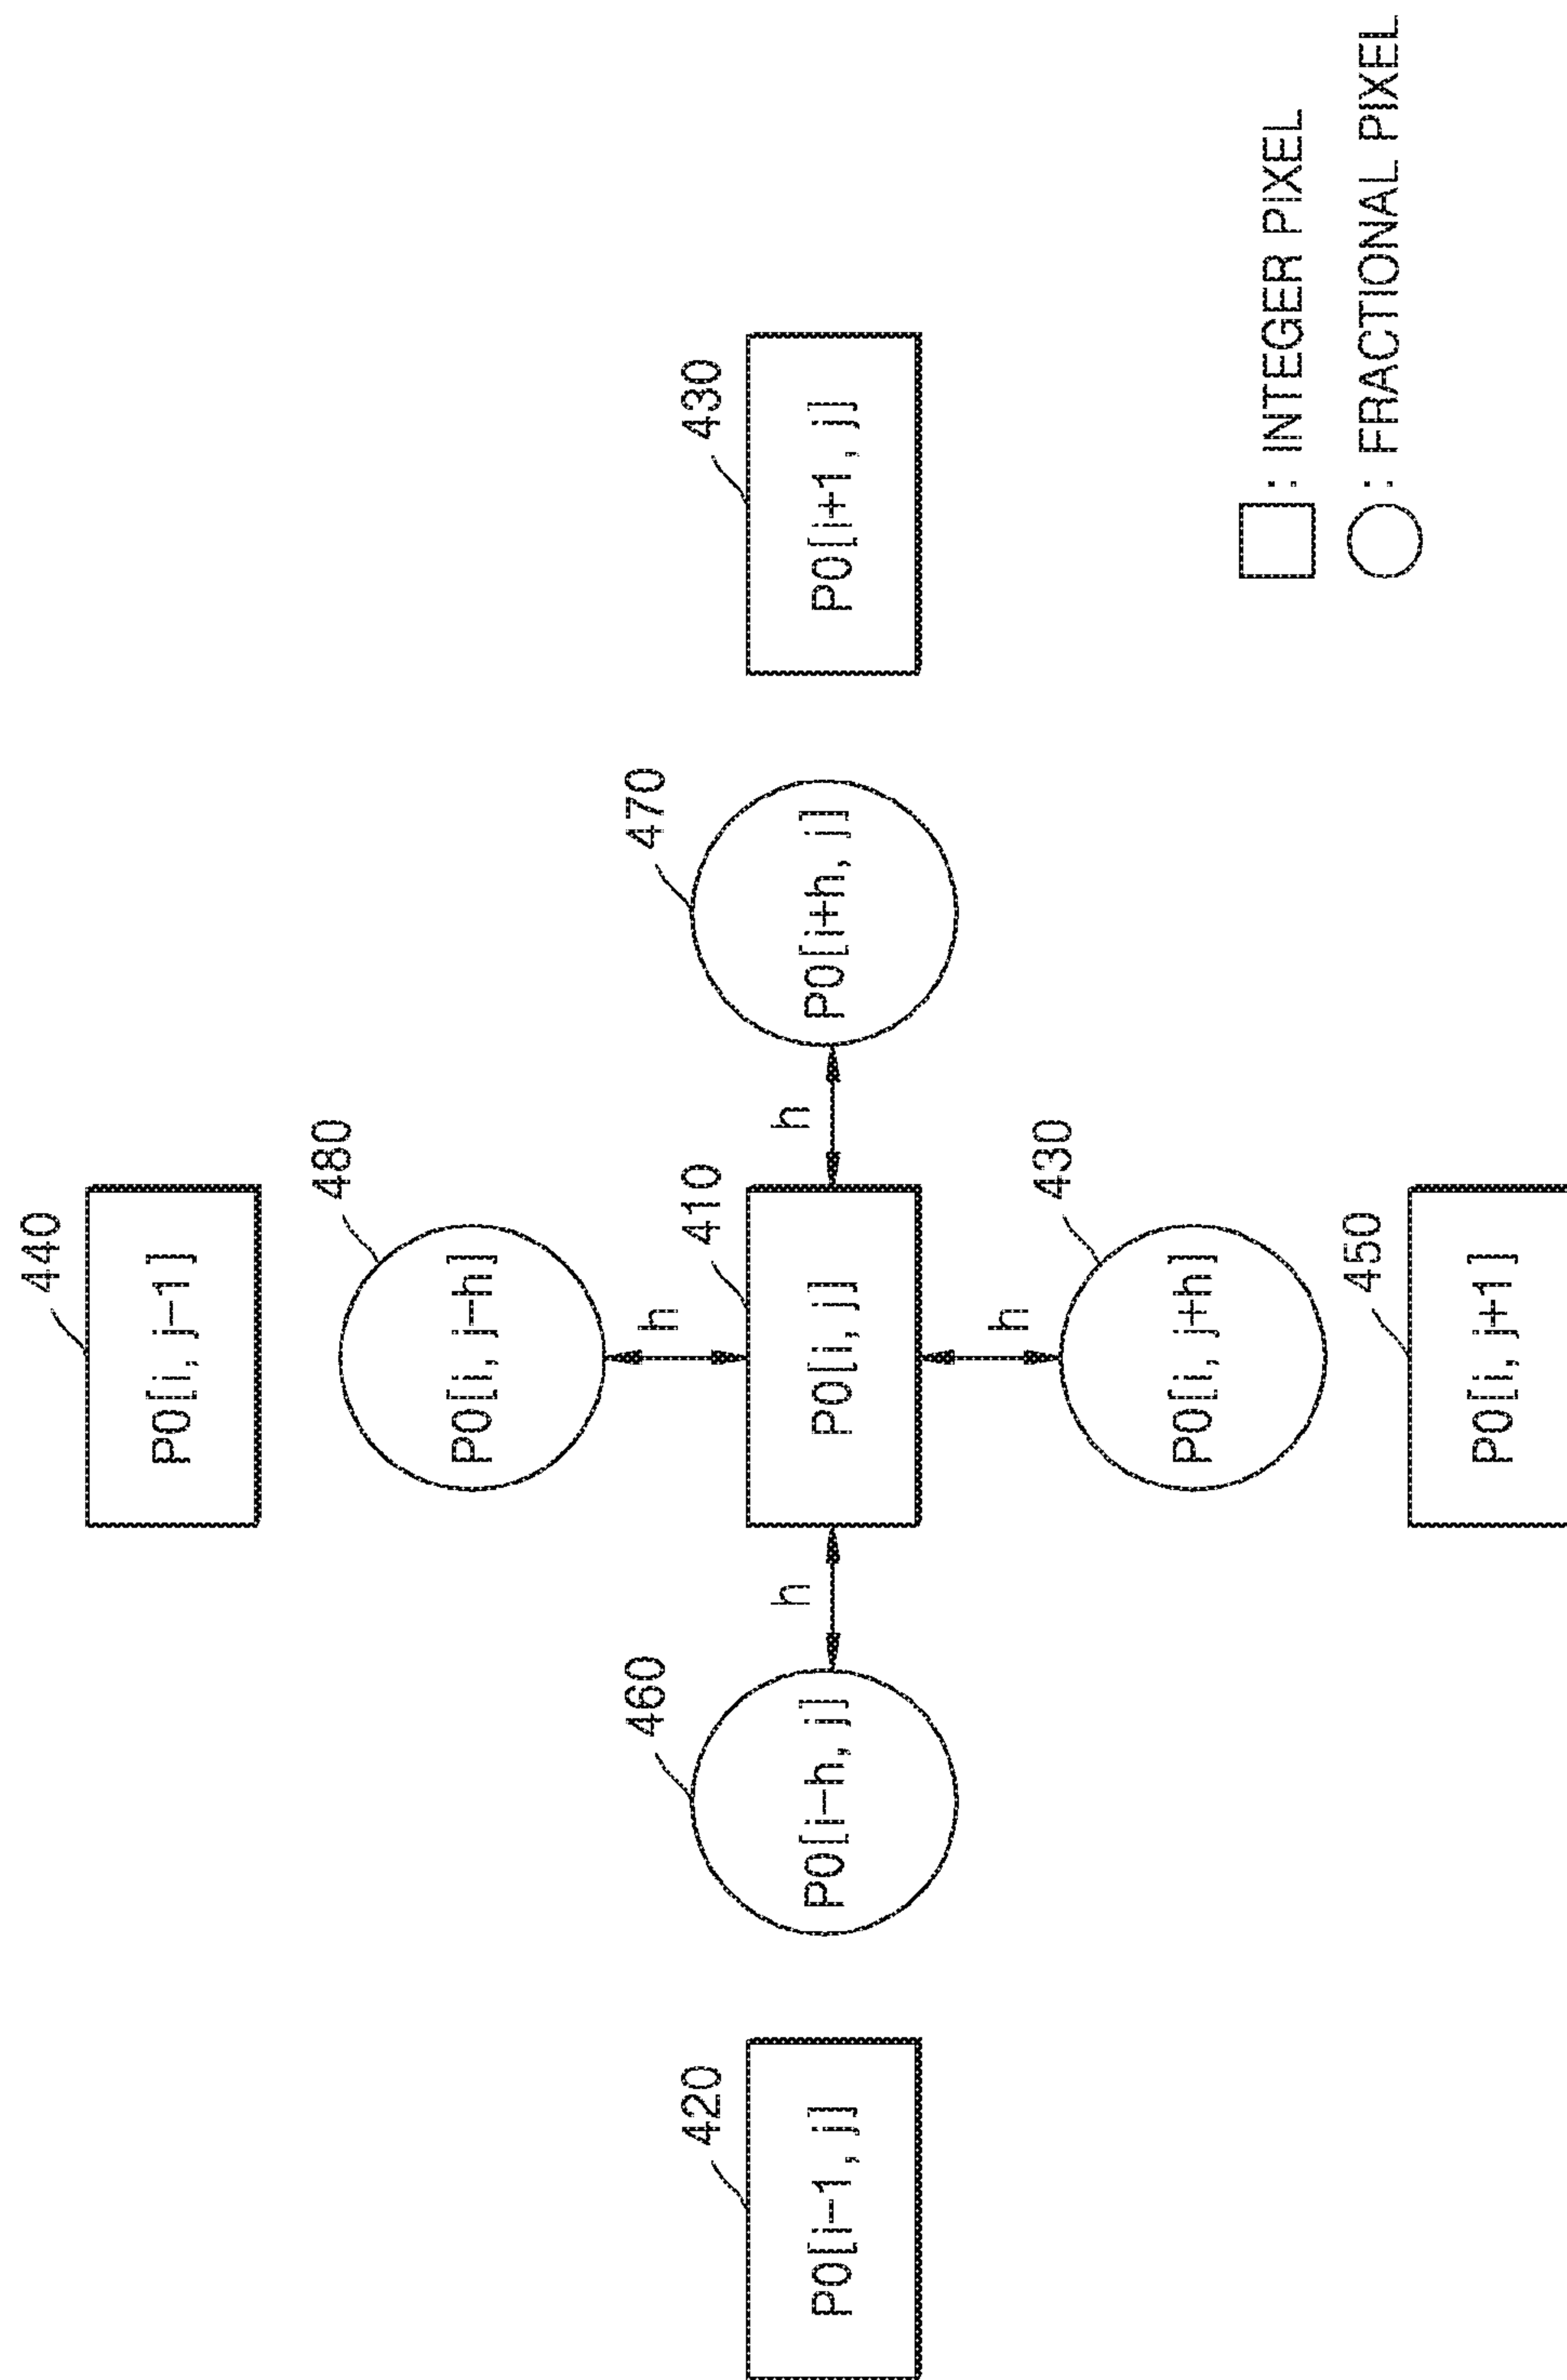 440
P0[i, j−1]
480
P0[i, j−h]
h
420
P0[i−1, j]
460
P0[i−h, j]
h
410
P0[i, j]
h
470
P0[i+h, j]
430
P0[i+1, j]
h
430
P0[i, j+h]
450
P0[i, j+1]
: INTEGER PIXEL
: FRACTIONAL PIXEL